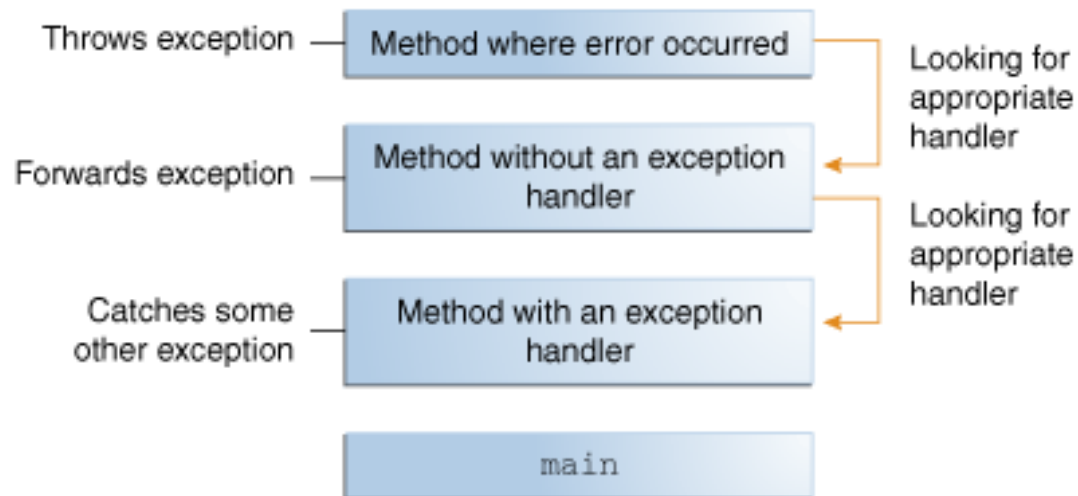 Throws exception
Method where error occurred
Looking for
appropriate
handler
Forwards exception
Method without an exception
handler
Looking for
appropriate
handler
Catches some
other exception
Method with an exception
handler
main